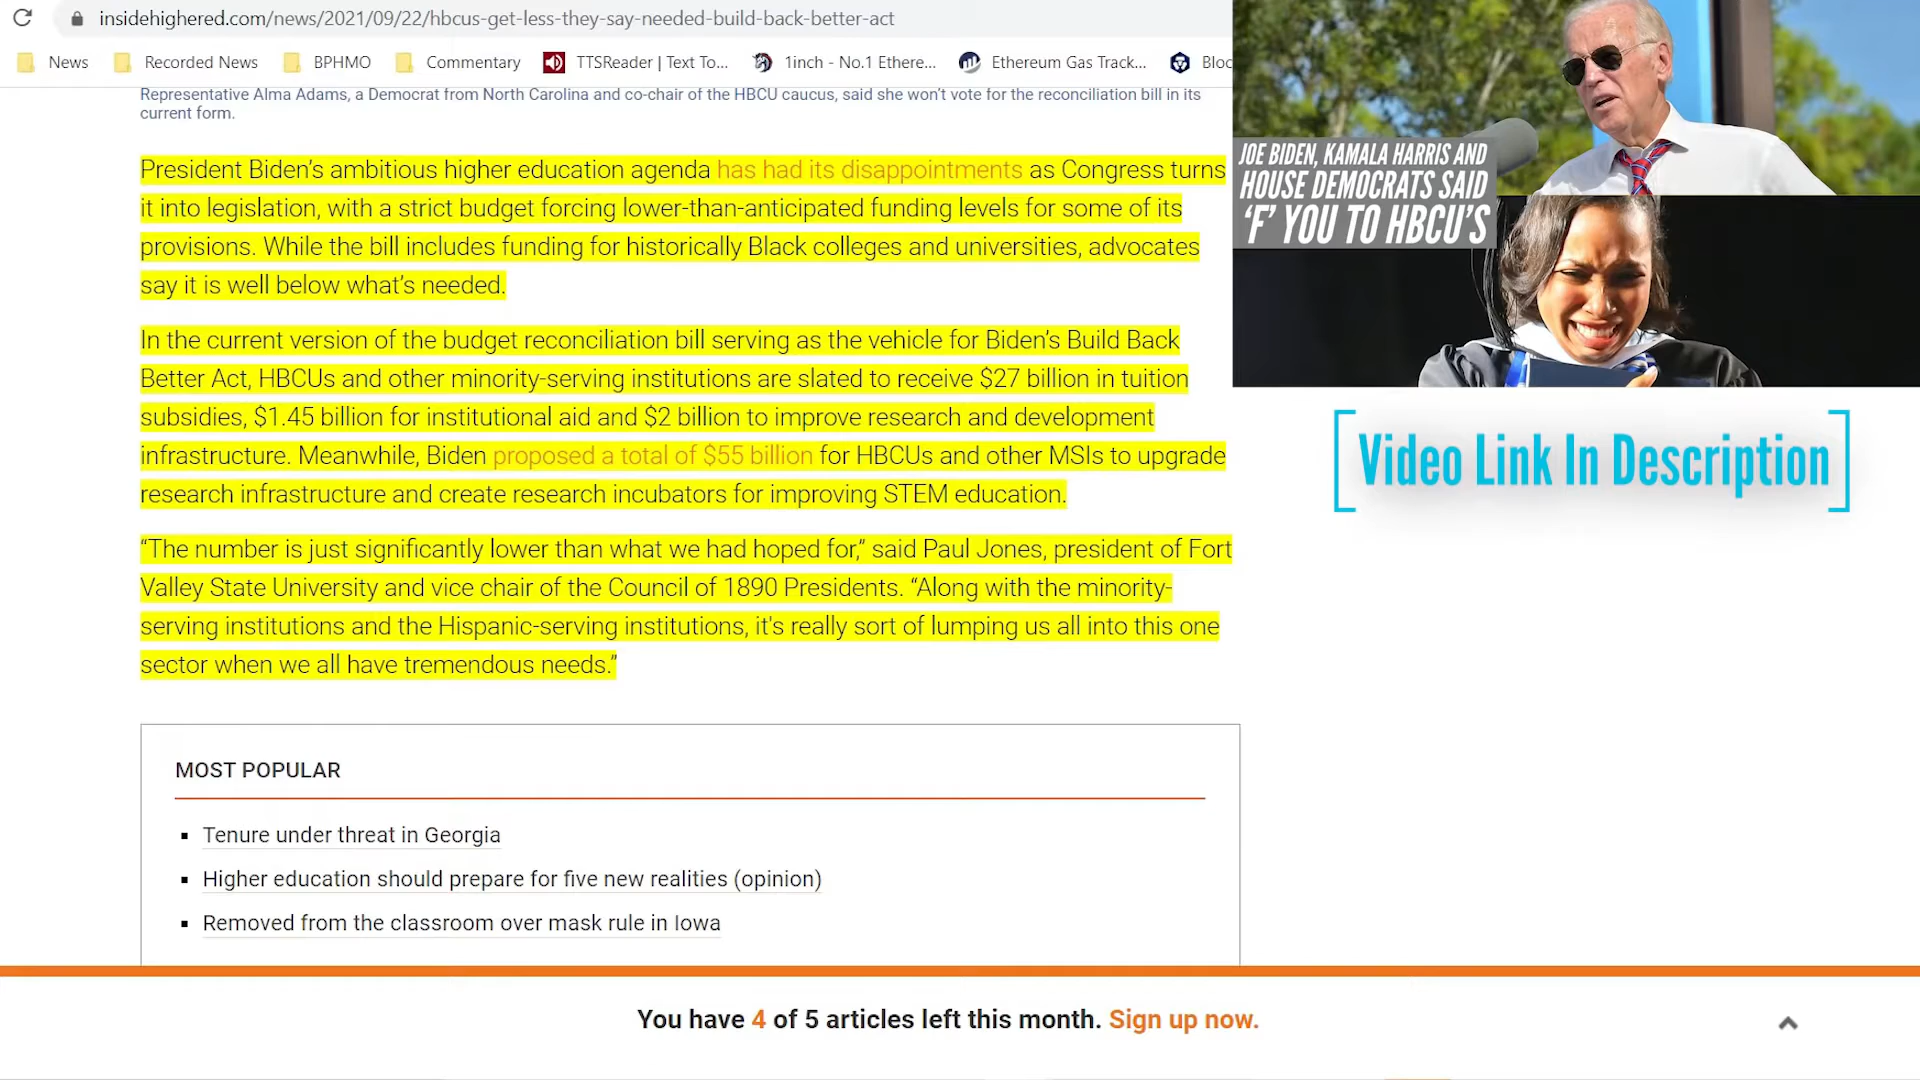 insidehighered.com/news/2021/09/22/hbcus-get-less-they-say-needed-build-back-better-act
News Recorded News BPHMO Commentary TTSReader | Text To... 1inch - No.1 Ethere... Ethereum Gas Track... Bloc
Representative Alma Adams, a Democrat from North Carolina and co-chair of the HBCU caucus, said she won't vote for the reconciliation bill in its
current form.
President Biden's ambitious higher education agenda has had its disappointments as Congress turns
it into legislation, with a strict budget forcing lower-than-anticipated funding levels for some of its
provisions. While the bill includes funding for historically Black colleges and universities, advocates
say it is well below what's needed.
In the current version of the budget reconciliation bill serving as the vehicle for Biden's Build Back
Better Act, HBCUs and other minority-serving institutions are slated to receive $27 billion in tuition
subsidies, $1.45 billion for institutional aid and $2 billion to improve research and development
infrastructure. Meanwhile, Biden proposed a total of $55 billion for HBCUs and other MSIs to upgrade
research infrastructure and create research incubators for improving STEM education.
“The number is just significantly lower than what we had hoped for,” said Paul Jones, president of Fort
Valley State University and vice chair of the Council of 1890 Presidents. “Along with the minority-
serving institutions and the Hispanic-serving institutions, it's really sort of lumping us all into this one
sector when we all have tremendous needs.”
MOST POPULAR
Tenure under threat in Georgia
Higher education should prepare for five new realities (opinion)
Removed from the classroom over mask rule in Iowa
You have 4 of 5 articles left this month. Sign up now.
JOE BIDEN, KAMALA HARRIS AND
HOUSE DEMOCRATS SAID
‘F’ YOU TO HBCU'S
Video Link In Description